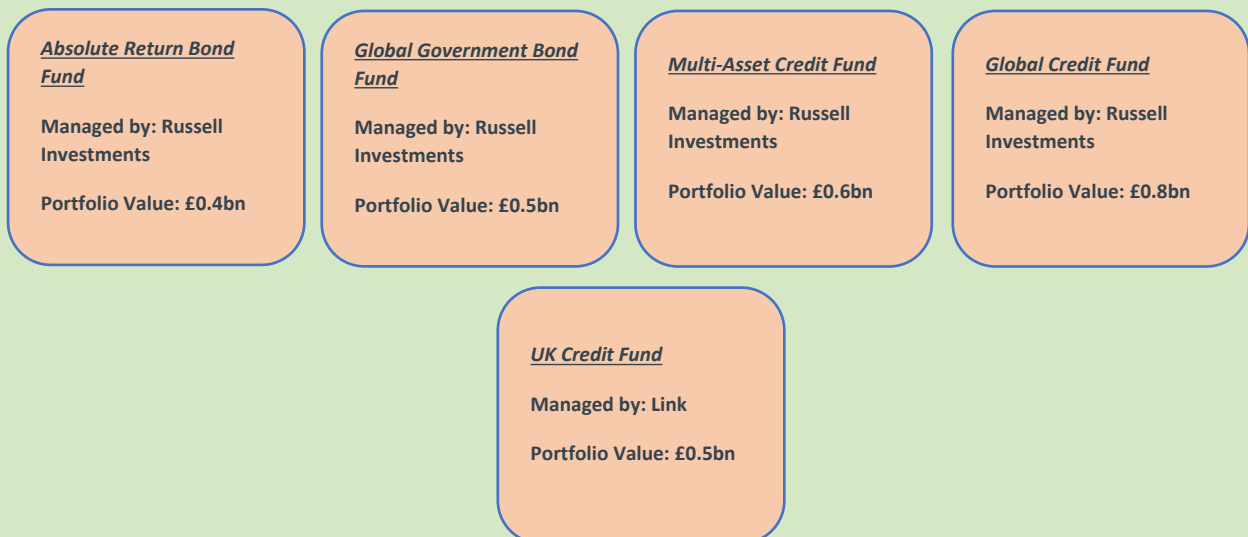 Absolute Return Bond
Fund
Managed by: Russell
Investments
Portfolio Value: £0.4bn
Global Government Bond
Fund
Managed by: Russell
Investments
Portfolio Value: £0.5bn
Multi-Asset Credit Fund
Managed by: Russell
Investments
Portfolio Value: £0.6bn
Global Credit Fund
Managed by: Russell
Investments
Portfolio Value: £0.8bn
UK Credit Fund
Managed by: Link
Portfolio Value: £0.5bn